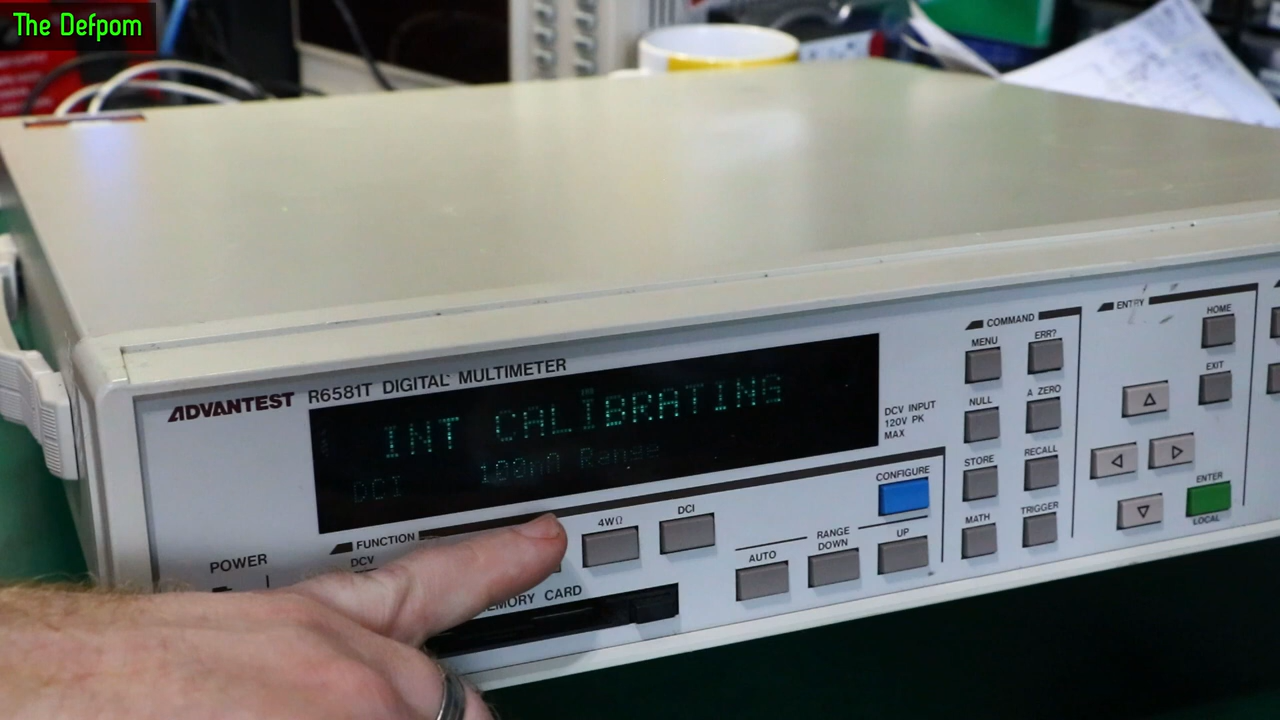 The Defpom
ADVANTEST R6581T DIGITAL MULTIMETER
INT CALIBRATING
DCI 100mA Range
DCV INPUT
120V PK
MAX
POWER
FUNCTION
DCV
4WΩ
DCI
MEMORY CARD
AUTO
RANGE
DOWN
UP
CONFIGURE
COMMAND
MENU
ERR?
NULL
A ZERO
STORE
RECALL
MATH
TRIGGER
ENTRY
HOME
EXIT
ENTER
LOCAL